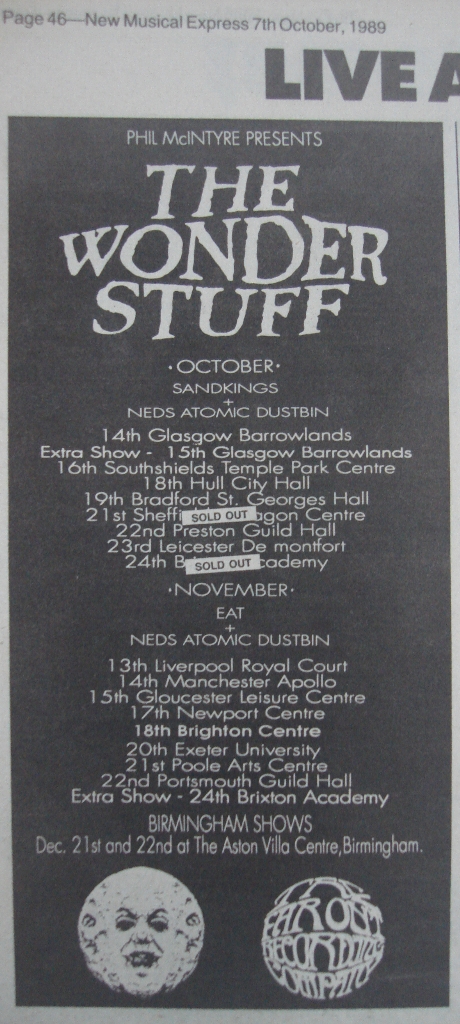 Page 46—New Musical Express 7th October, 1989
LIVE A
PHIL McINTYRE PRESENTS
THE
WONDER
STUFF
·OCTOBER·
SANDKINGS
+
NEDS ATOMIC DUSTBIN
14th Glasgow Barrowlands
Extra Show - 15th Glasgow Barrowlands
16th Southshields Temple Park Centre
18th Hull City Hall
19th Bradford St. Georges Hall
21st Sheffi SOLD OUT agon Centre
22nd Preston Guild Hall
23rd Leicester De montfort
24th B SOLD OUT cademy
·NOVEMBER·
EAT
+
NEDS ATOMIC DUSTBIN
13th Liverpool Royal Court
14th Manchester Apollo
15th Gloucester Leisure Centre
17th Newport Centre
18th Brighton Centre
20th Exeter University
21st Poole Arts Centre
22nd Portsmouth Guild Hall
Extra Show - 24th Brixton Academy
BIRMINGHAM SHOWS
Dec. 21st and 22nd at The Aston Villa Centre, Birmingham.
THE
FAR OUT
RECORDING
COMPANY